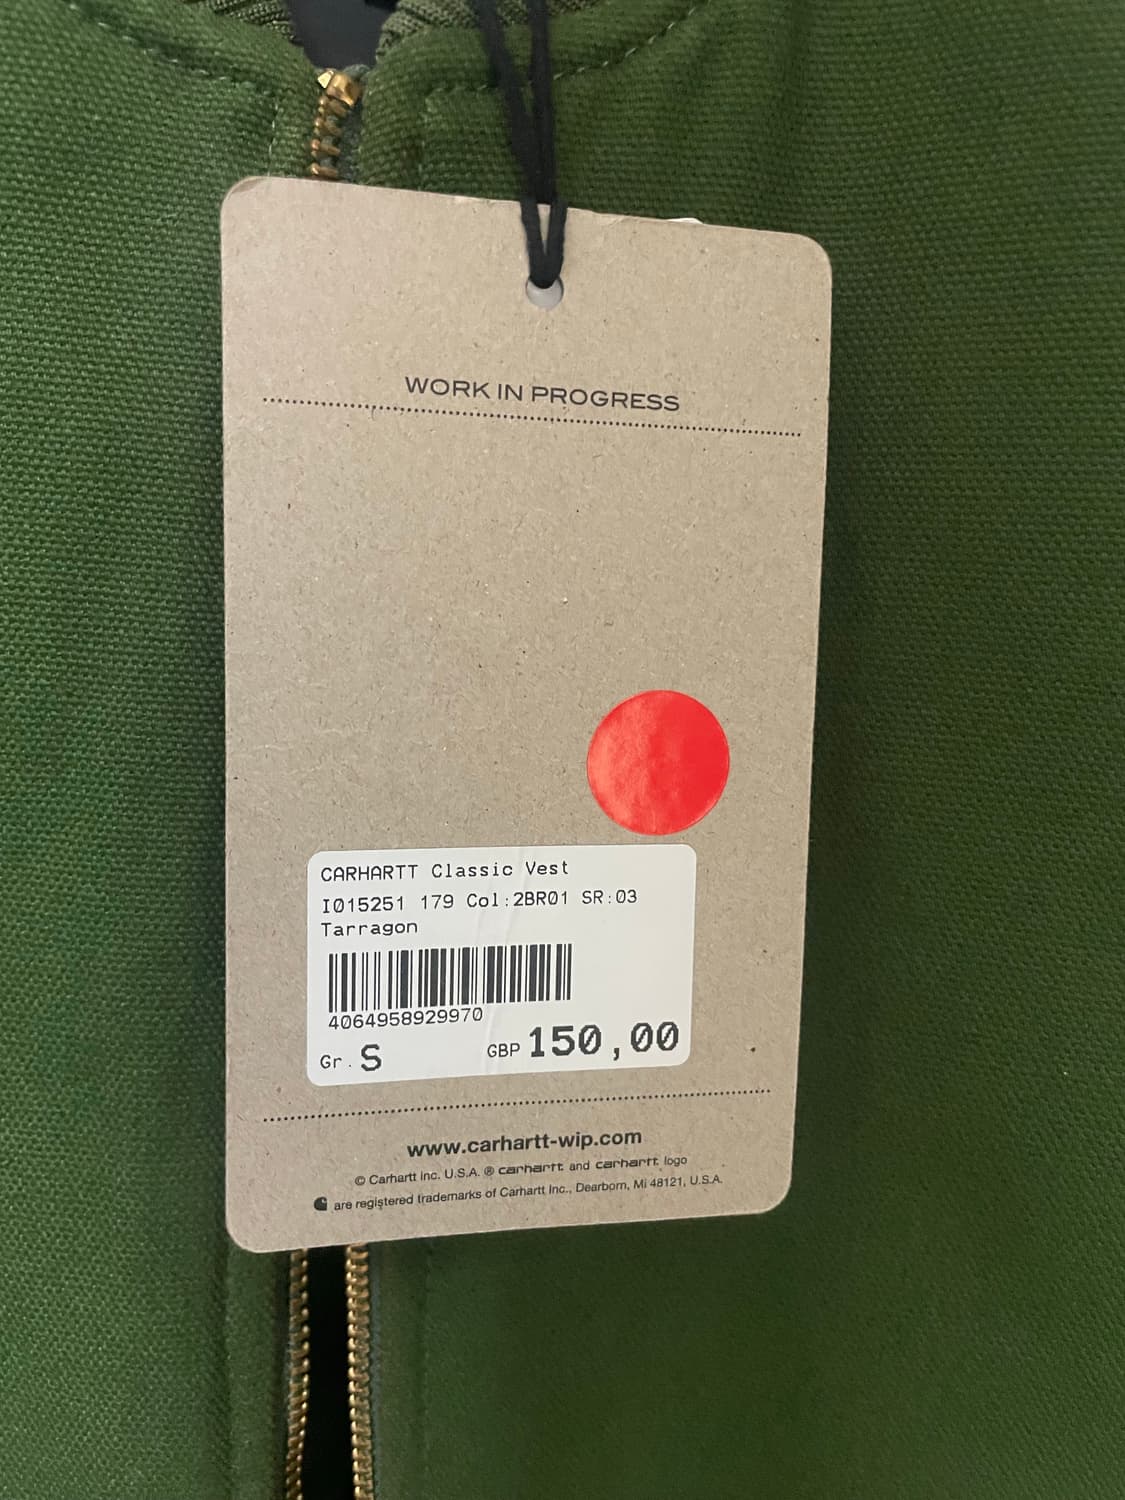 WORK IN PROGRESS
CARHARTT Classic Vest
I015251 179 Col:2BR01 SR:03
Tarragon
4064958929970
Gr. S GBP 150,00
www.carhartt-wip.com
© Carhartt Inc. U.S.A. ® carhartt and carhartt logo
are registered trademarks of Carhartt Inc., Dearborn, Mi 48121, U.S.A.